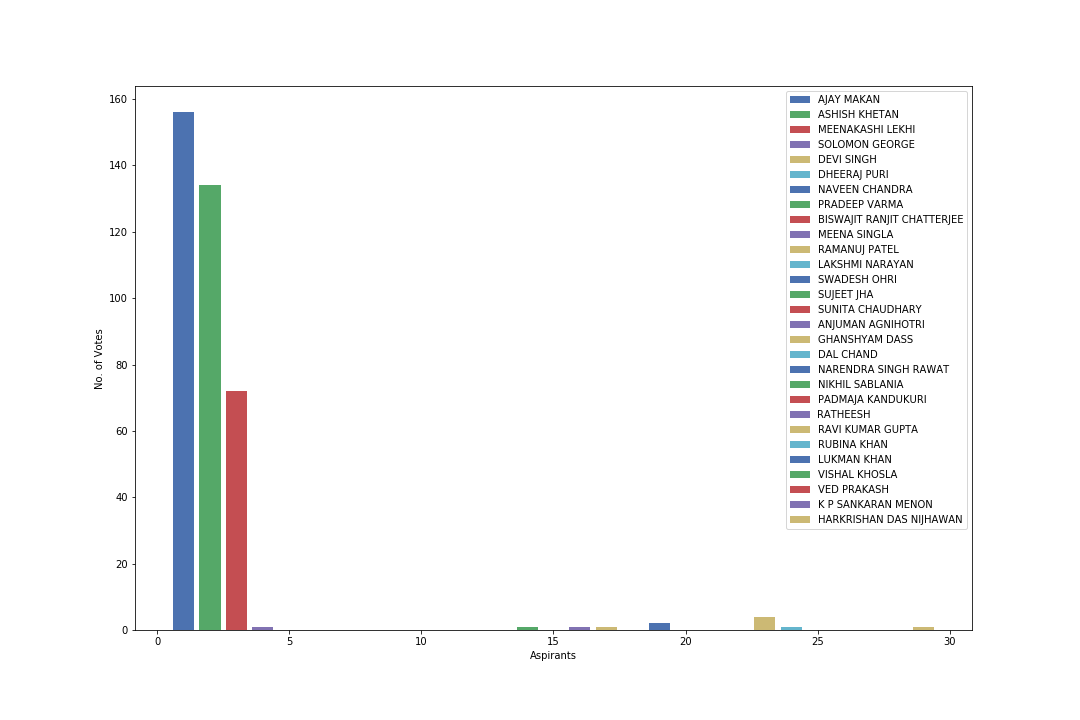 160
140
120
100
80
60
40
20
0
No. of Votes
0 5 10 15 20 25 30
Aspirants
AJAY MAKAN
ASHISH KHETAN
MEENAKASHI LEKHI
SOLOMON GEORGE
DEVI SINGH
DHEERAJ PURI
NAVEEN CHANDRA
PRADEEP VARMA
BISWAJIT RANJIT CHATTERJEE
MEENA SINGLA
RAMANUJ PATEL
LAKSHMI NARAYAN
SWADESH OHRI
SUJEET JHA
SUNITA CHAUDHARY
ANJUMAN AGNIHOTRI
GHANSHYAM DASS
DAL CHAND
NARENDRA SINGH RAWAT
NIKHIL SABLANIA
PADMAJA KANDUKURI
RATHEESH
RAVI KUMAR GUPTA
RUBINA KHAN
LUKMAN KHAN
VISHAL KHOSLA
VED PRAKASH
K P SANKARAN MENON
HARKRISHAN DAS NIJHAWAN